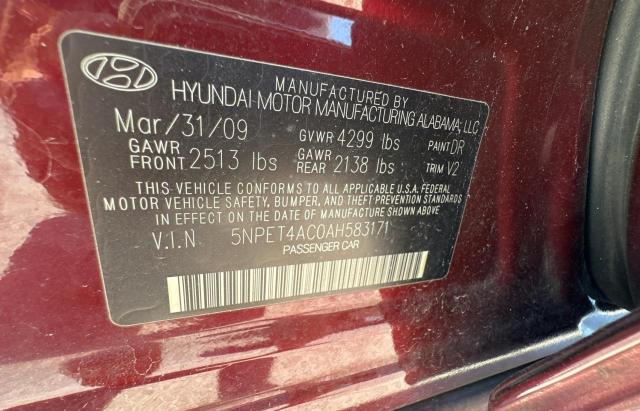 MANUFACTURED BY
HYUNDAI MOTOR MANUFACTURING ALABAMA, LLC
Mar/31/09 GVWR 4299 lbs PAINT DR
GAWR FRONT 2513 lbs GAWR REAR 2138 lbs TRIM V2
THIS VEHICLE CONFORMS TO ALL APPLICABLE U.S.A. FEDERAL
MOTOR VEHICLE SAFETY, BUMPER, AND THEFT PREVENTION STANDARDS
IN EFFECT ON THE DATE OF MANUFACTURE SHOWN ABOVE.
V.I.N 5NPET4AC0AH583171
PASSENGER CAR